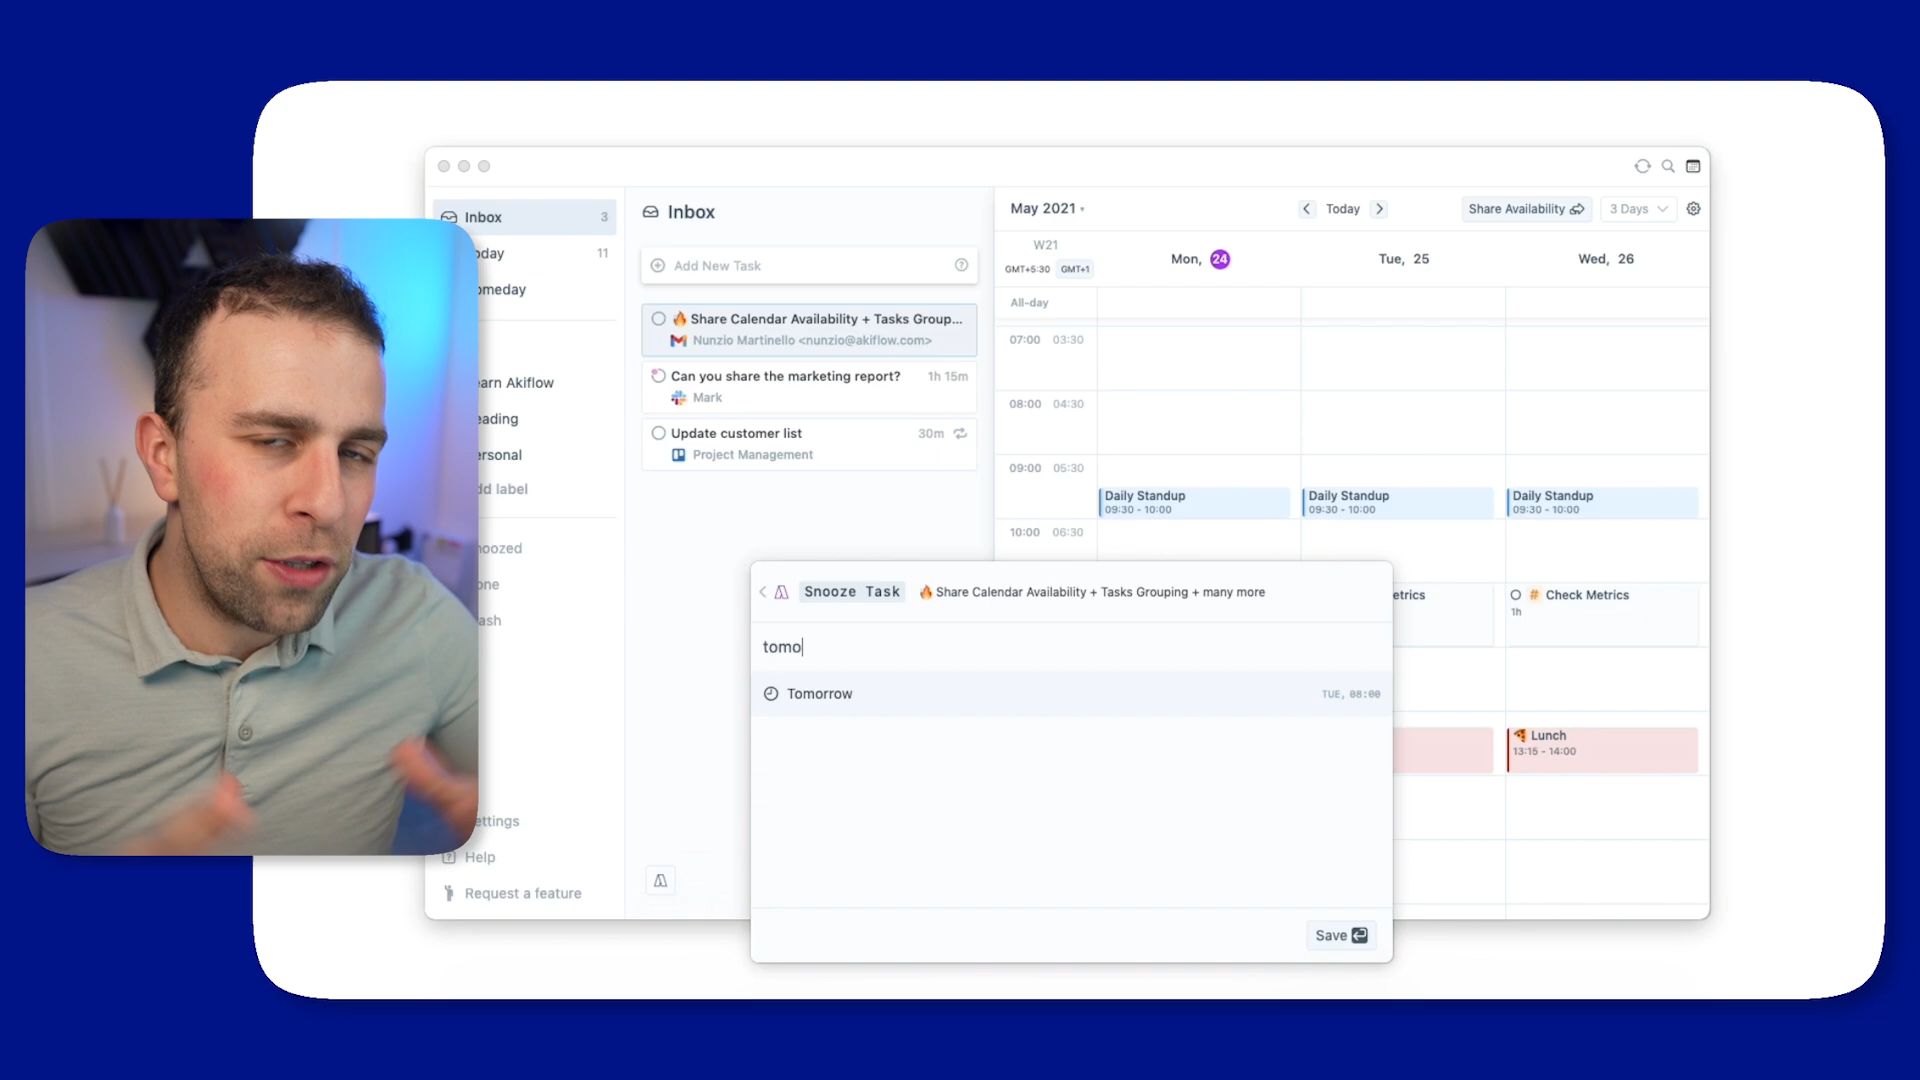 Inbox 3
oday 11
omeday
earn Akiflow
eading
ersonal
dd label
noozed
one
ash
ettings
Help
Request a feature
Inbox
Add New Task
Share Calendar Availability + Tasks Group...
Nunzio Martinello <nunzio@akiflow.com>
Can you share the marketing report? 1h 15m
Mark
Update customer list 30m
Project Management
May 2021
Today
Share Availability
3 Days
W21
GMT+5:30 GMT+1
Mon, 24
Tue, 25
Wed, 26
All-day
07:00 03:30
08:00 04:30
09:00 05:30
Daily Standup
09:30 - 10:00
Daily Standup
09:30 - 10:00
Daily Standup
09:30 - 10:00
10:00 06:30
etrics
# Check Metrics
1h
Lunch
13:15 - 14:00
Snooze Task Share Calendar Availability + Tasks Grouping + many more
tomo
Tomorrow TUE, 08:00
Save